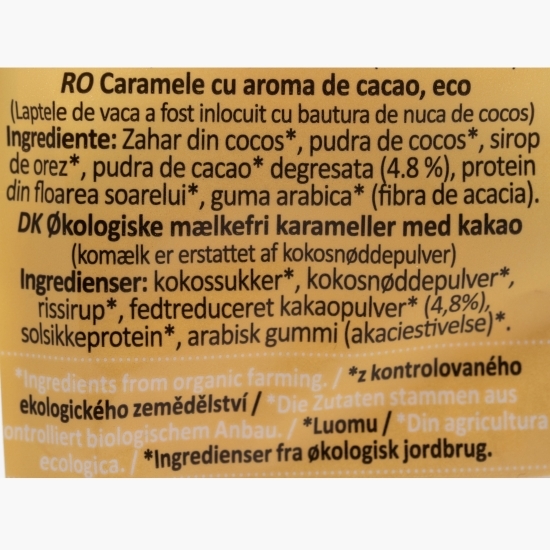 RO Caramele cu aroma de cacao, eco
(Laptele de vaca a fost inlocuit cu bautura de nuca de cocos)
Ingrediente: Zahar din cocos*, pudra de cocos*, sirop
de orez*, pudra de cacao* degresata (4.8 %), protein
din floarea soarelui*, guma arabica* (fibra de acacia).
DK Økologiske mælkefri karameller med kakao
(komælk er erstattet af kokosnøddepulver)
Ingredienser: kokossukker*, kokosnøddepulver*,
rissirup*, fedtreduceret kakaopulver* (4,8%),
solsikkeprotein*, arabisk gummi (akaciestivelse)*.
*Ingredients from organic farming. / *z kontrolovaného
ekologického zemědělství / *Die Zutaten stammen aus
ontrolliert biologischem Anbau. / *Luomu / *Din agricultura
ecologica. / *Ingredienser fra økologisk jordbrug.